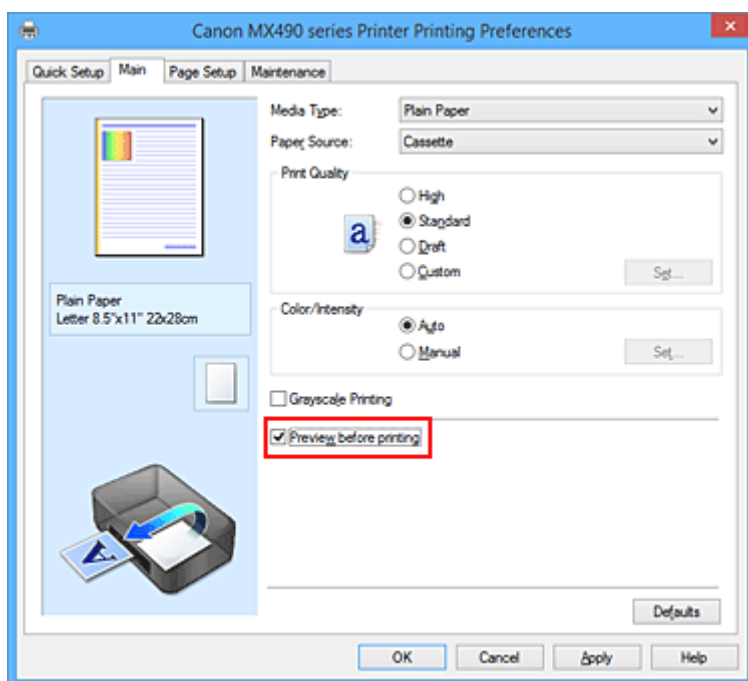 Canon MX490 series Printer Printing Preferences
Quick Setup Main Page Setup Maintenance
Media Type: Plain Paper
Paper Source: Cassette
Print Quality
High
a Standard
Draft
Custom Set...
Plain Paper
Letter 8.5"x11" 22x28cm
Color/Intensity
Auto
Manual Set...
Grayscale Printing
Preview before printing
A
Defaults
OK Cancel Apply Help